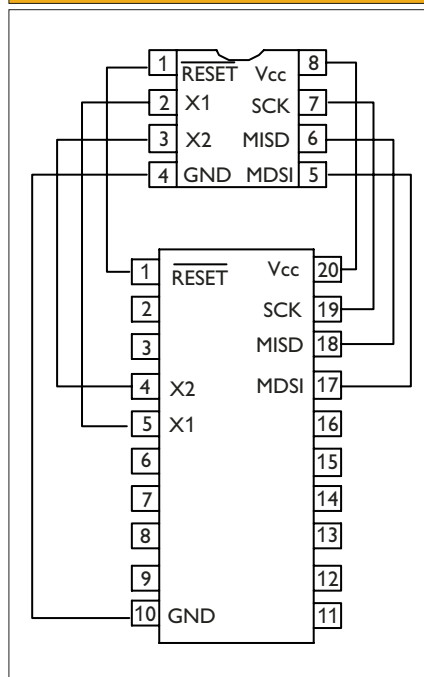 1 RESET Vcc 8
2 X1 SCK 7
3 X2 MISD 6
4 GND MDSI 5
1 RESET Vcc 20
2 SCK 19
3 MISD 18
4 X2 MDSI 17
5 X1 16
6 15
7 14
8 13
9 12
10 GND 11